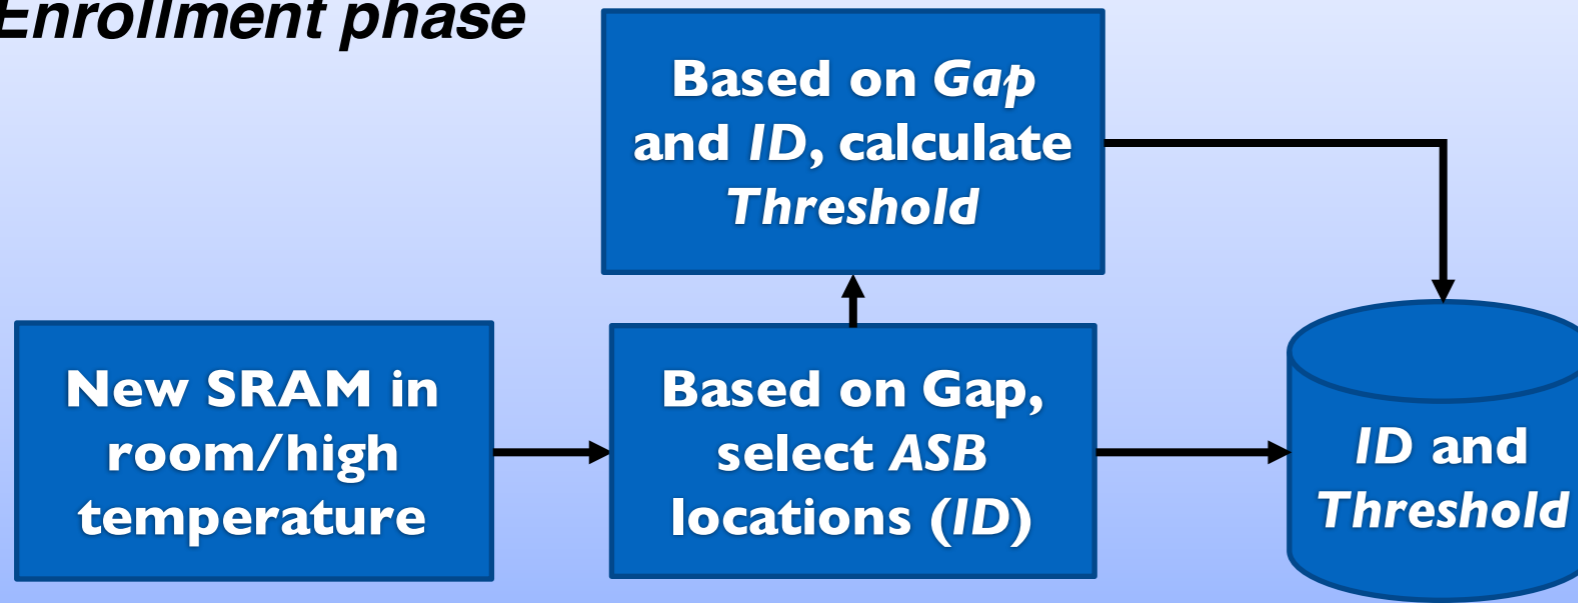 Enrollment phase
Based on Gap
and ID, calculate
Threshold
New SRAM in
room/high
temperature
Based on Gap,
select ASB
locations (ID)
ID and
Threshold